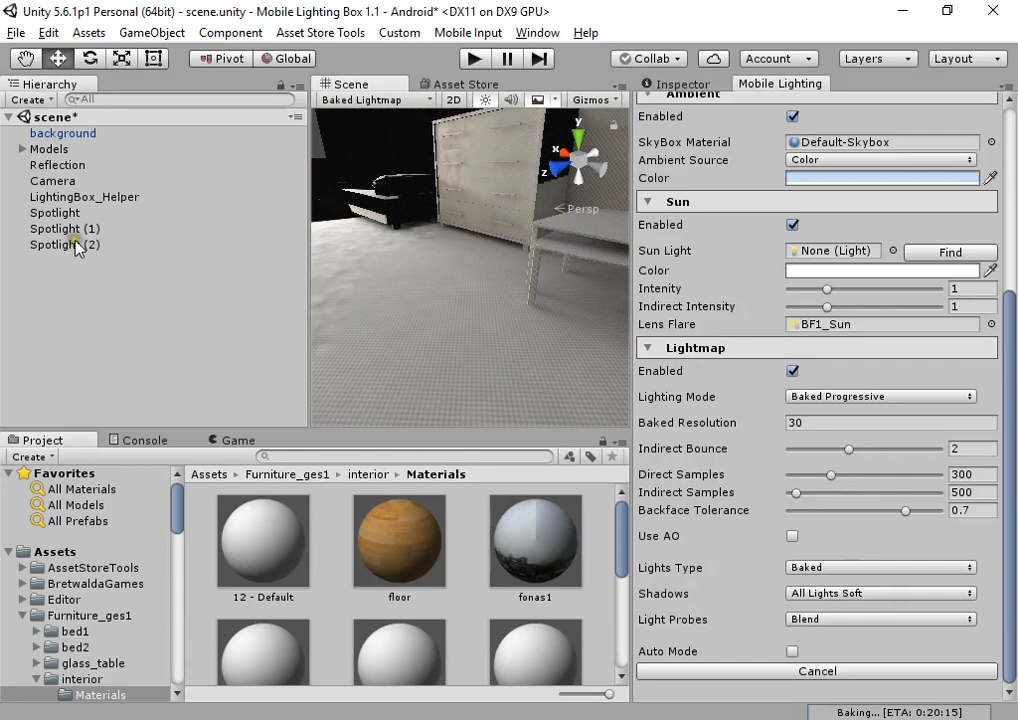 Unity 5.6.1p1 Personal (64bit) - scene.unity - Mobile Lighting Box 1.1 - Android* <DX11 on DX9 GPU>
File Edit Assets GameObject Component Asset Store Tools Custom Mobile Input Window Help
Pivot Global Collab Account Layers Layout
Hierarchy Scene Asset Store Inspector Mobile Lighting
Create All Baked Lightmap 2D Gizmos Ambient
scene* Enabled
background
Models SkyBox Material Default-Skybox
Reflection Ambient Source Color
Camera Color
LightingBox_Helper Sun
Spotlight Enabled
Spotlight (1)
Spotlight (2) Sun Light None (Light) Find
y x z Persp
Color
Intenity 1
Indirect Intensity 1
Lens Flare BF1_Sun
Lightmap
Enabled
Lighting Mode Baked Progressive
Baked Resolution 30
Indirect Bounce 2
Direct Samples 300
Indirect Samples 500
Backface Tolerance 0.7
Use AO
Lights Type Baked
Shadows All Lights Soft
Light Probes Blend
Auto Mode
Cancel
Project Console Game
Create
Favorites
All Materials
All Models
All Prefabs
Assets
AssetStoreTools
BretwaldaGames
Editor
Furniture_ges1
bed1
bed2
glass_table
interior
Materials
Assets Furniture_ges1 interior Materials
12 - Default floor fonas1
Baking... [ETA: 0:20:15]